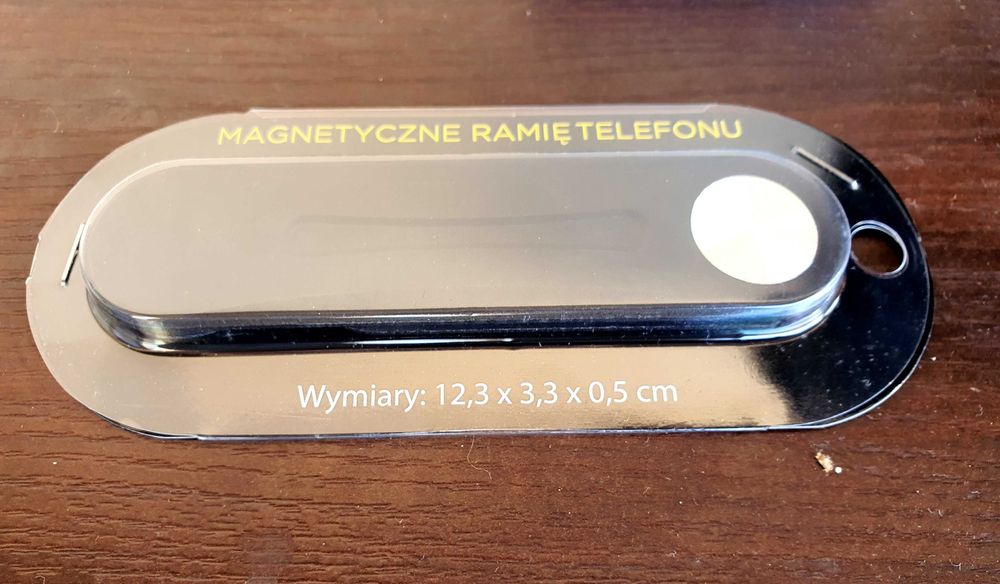 MAGNETYCZNE RAMIĘ TELEFONU
Wymiary: 12,3 x 3,3 x 0,5 cm